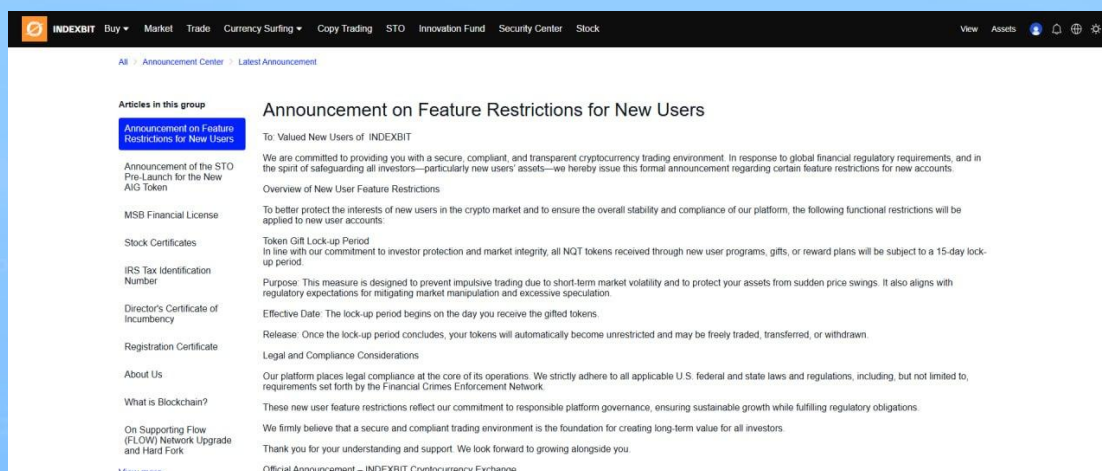 INDEXBIT Buy Market Trade Currency Surfing Copy Trading STO Innovation Fund Security Center Stock View Assets
All > Announcement Center > Latest Announcement
Articles in this group
Announcement on Feature
Restrictions for New Users
Announcement of the STO
Pre-Launch for the New
AIG Token
MSB Financial License
Stock Certificates
IRS Tax Identification
Number
Director's Certificate of
Incumbency
Registration Certificate
About Us
What is Blockchain?
On Supporting Flow
(FLOW) Network Upgrade
and Hard Fork
Announcement on Feature Restrictions for New Users
To: Valued New Users of INDEXBIT
We are committed to providing you with a secure, compliant, and transparent cryptocurrency trading environment. In response to global financial regulatory requirements, and in
the spirit of safeguarding all investors—particularly new users' assets—we hereby issue this formal announcement regarding certain feature restrictions for new accounts.
Overview of New User Feature Restrictions
To better protect the interests of new users in the crypto market and to ensure the overall stability and compliance of our platform, the following functional restrictions will be
applied to new user accounts:
Token Gift Lock-up Period
In line with our commitment to investor protection and market integrity, all NQT tokens received through new user programs, gifts, or reward plans will be subject to a 15-day lock-
up period.
Purpose: This measure is designed to prevent impulsive trading due to short-term market volatility and to protect your assets from sudden price swings. It also aligns with
regulatory expectations for mitigating market manipulation and excessive speculation.
Effective Date: The lock-up period begins on the day you receive the gifted tokens.
Release: Once the lock-up period concludes, your tokens will automatically become unrestricted and may be freely traded, transferred, or withdrawn.
Legal and Compliance Considerations
Our platform places legal compliance at the core of its operations. We strictly adhere to all applicable U.S. federal and state laws and regulations, including, but not limited to,
requirements set forth by the Financial Crimes Enforcement Network.
These new user feature restrictions reflect our commitment to responsible platform governance, ensuring sustainable growth while fulfilling regulatory obligations.
We firmly believe that a secure and compliant trading environment is the foundation for creating long-term value for all investors.
Thank you for your understanding and support. We look forward to growing alongside you.
Official Announcement – INDEXBIT Cryptocurrency Exchange